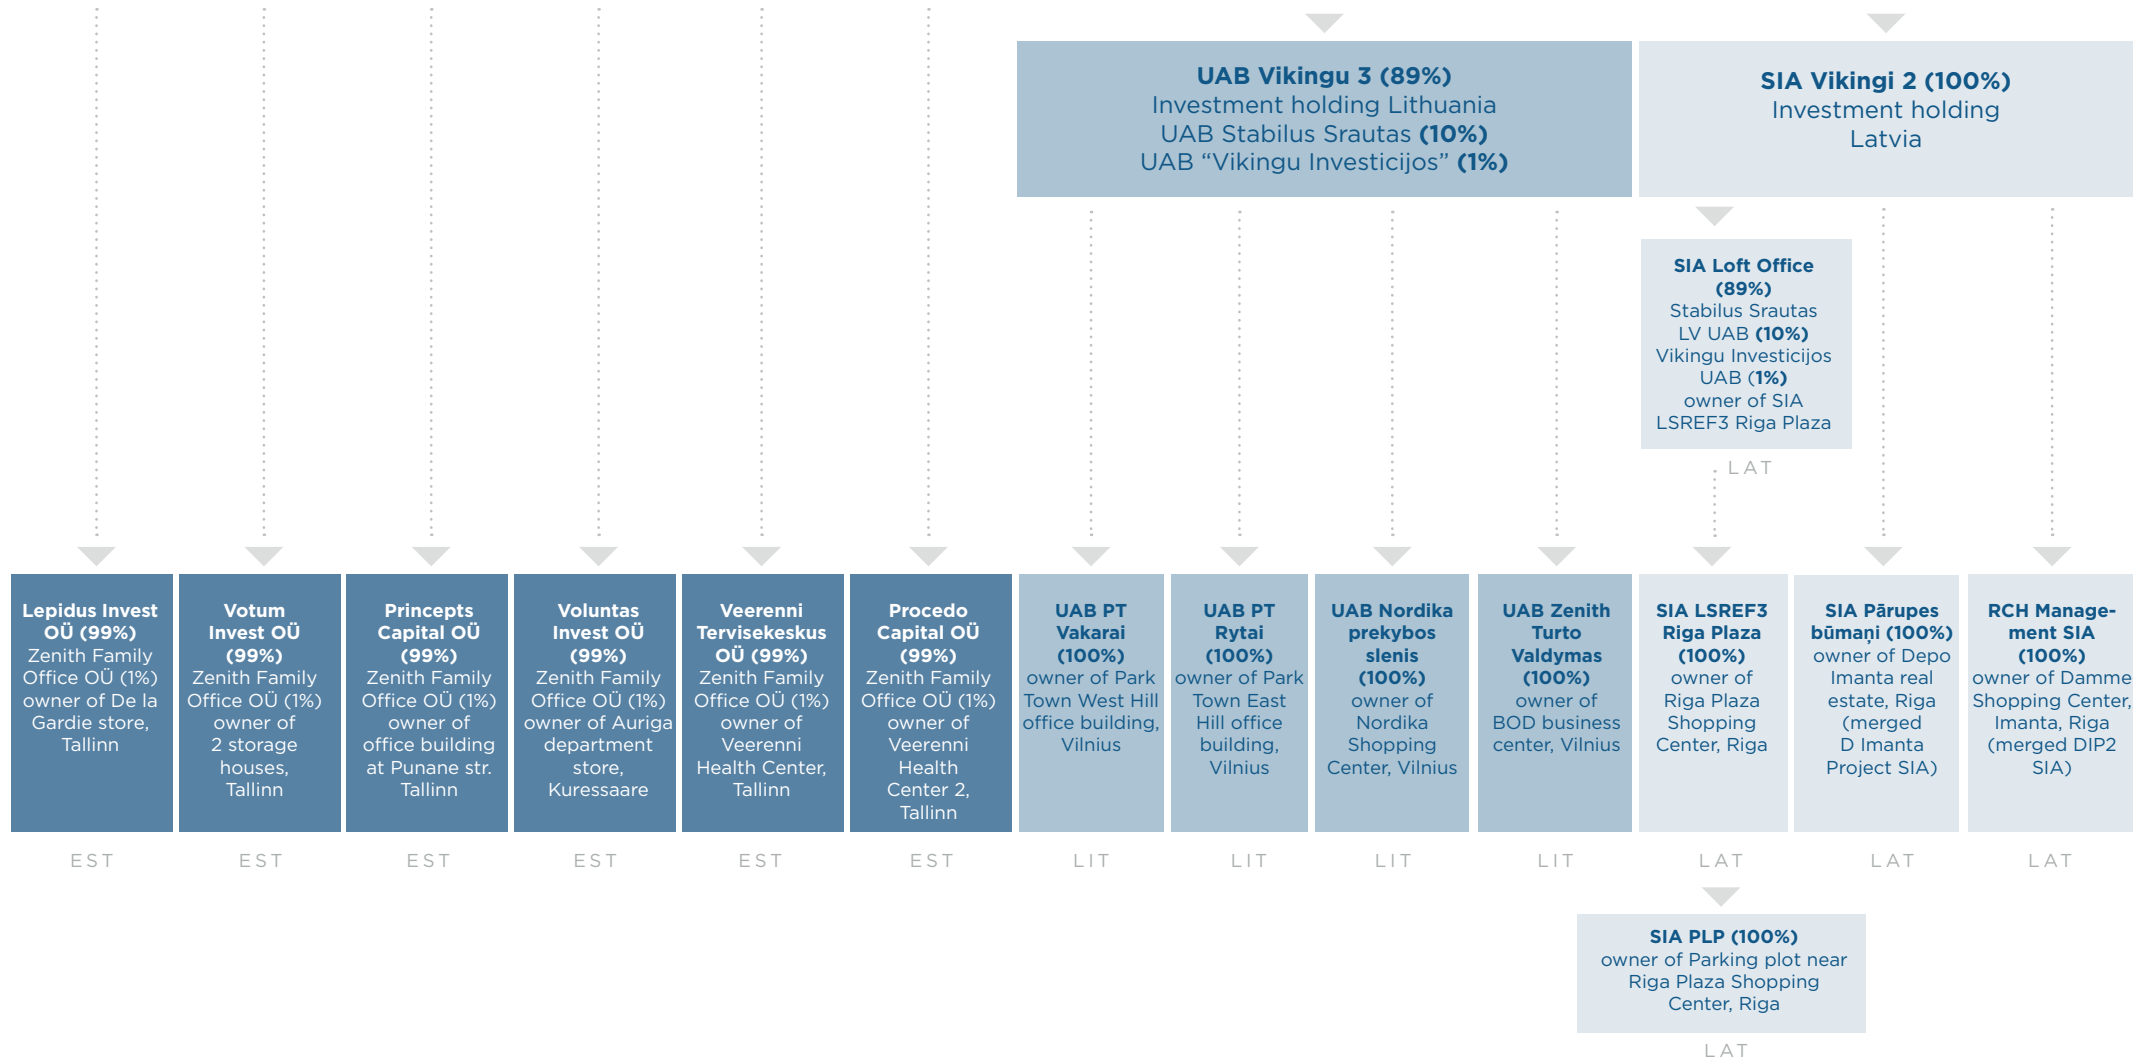 UAB Vikingu 3 (89%)
Investment holding Lithuania
UAB Stabilus Srautas (10%)
UAB “Vikingu Investicijos” (1%)
SIA Vikingi 2 (100%)
Investment holding
Latvia
SIA Loft Office
(89%)
Stabilus Srautas
LV UAB (10%)
Vikingu Investicijos
UAB (1%)
owner of SIA
LSREF3 Riga Plaza
LAT
Lepidus Invest
OÜ (99%)
Zenith Family
Office OÜ (1%)
owner of De la
Gardie store,
Tallinn
EST
Votum
Invest OÜ
(99%)
Zenith Family
Office OÜ (1%)
owner of
2 storage
houses,
Tallinn
EST
Princepts
Capital OÜ
(99%)
Zenith Family
Office OÜ (1%)
owner of
office building
at Punane str.
Tallinn
EST
Voluntas
Invest OÜ
(99%)
Zenith Family
Office OÜ (1%)
owner of Auriga
department
store,
Kuressaare
EST
Veerenni
Tervisekeskus
OÜ (99%)
Zenith Family
Office OÜ (1%)
owner of
Veerenni
Health Center,
Tallinn
EST
Procedo
Capital OÜ
(99%)
Zenith Family
Office OÜ (1%)
owner of
Veerenni
Health
Center 2,
Tallinn
EST
UAB PT
Vakarai
(100%)
owner of Park
Town West Hill
office building,
Vilnius
LIT
UAB PT
Rytai
(100%)
owner of Park
Town East
Hill office
building,
Vilnius
LIT
UAB Nordika
prekybos
slenis
(100%)
owner of
Nordika
Shopping
Center, Vilnius
LIT
UAB Zenith
Turto
Valdymas
(100%)
owner of
BOD business
center, Vilnius
LIT
SIA LSREF3
Riga Plaza
(100%)
owner of
Riga Plaza
Shopping
Center, Riga
LAT
SIA Pārupes
būmaņi (100%)
owner of Depo
Imanta real
estate, Riga
(merged
D Imanta
Project SIA)
LAT
RCH Manage-
ment SIA
(100%)
owner of Damme
Shopping Center,
Imanta, Riga
(merged DIP2
SIA)
LAT
SIA PLP (100%)
owner of Parking plot near
Riga Plaza Shopping
Center, Riga
LAT